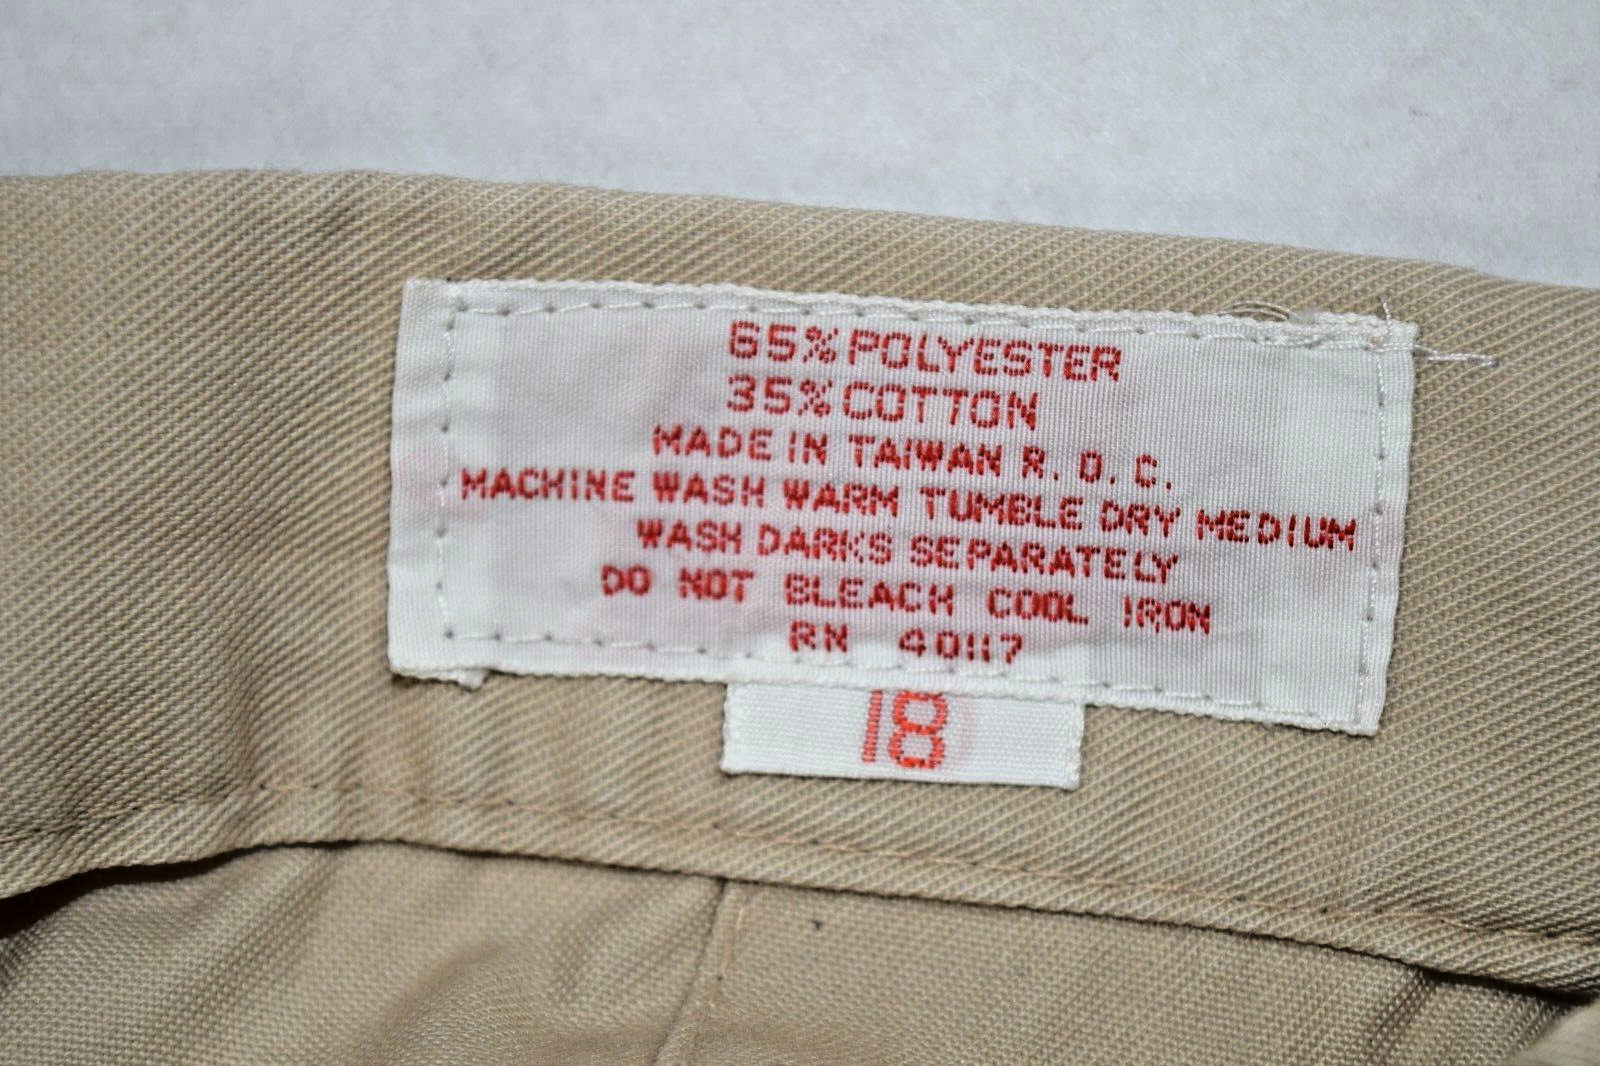 65% POLYESTER
35% COTTON
MADE IN TAIWAN R. O. C.
MACHINE WASH WARM TUMBLE DRY MEDIUM
WASH DARKS SEPARATELY
DO NOT BLEACH COOL IRON
RN 40117
18